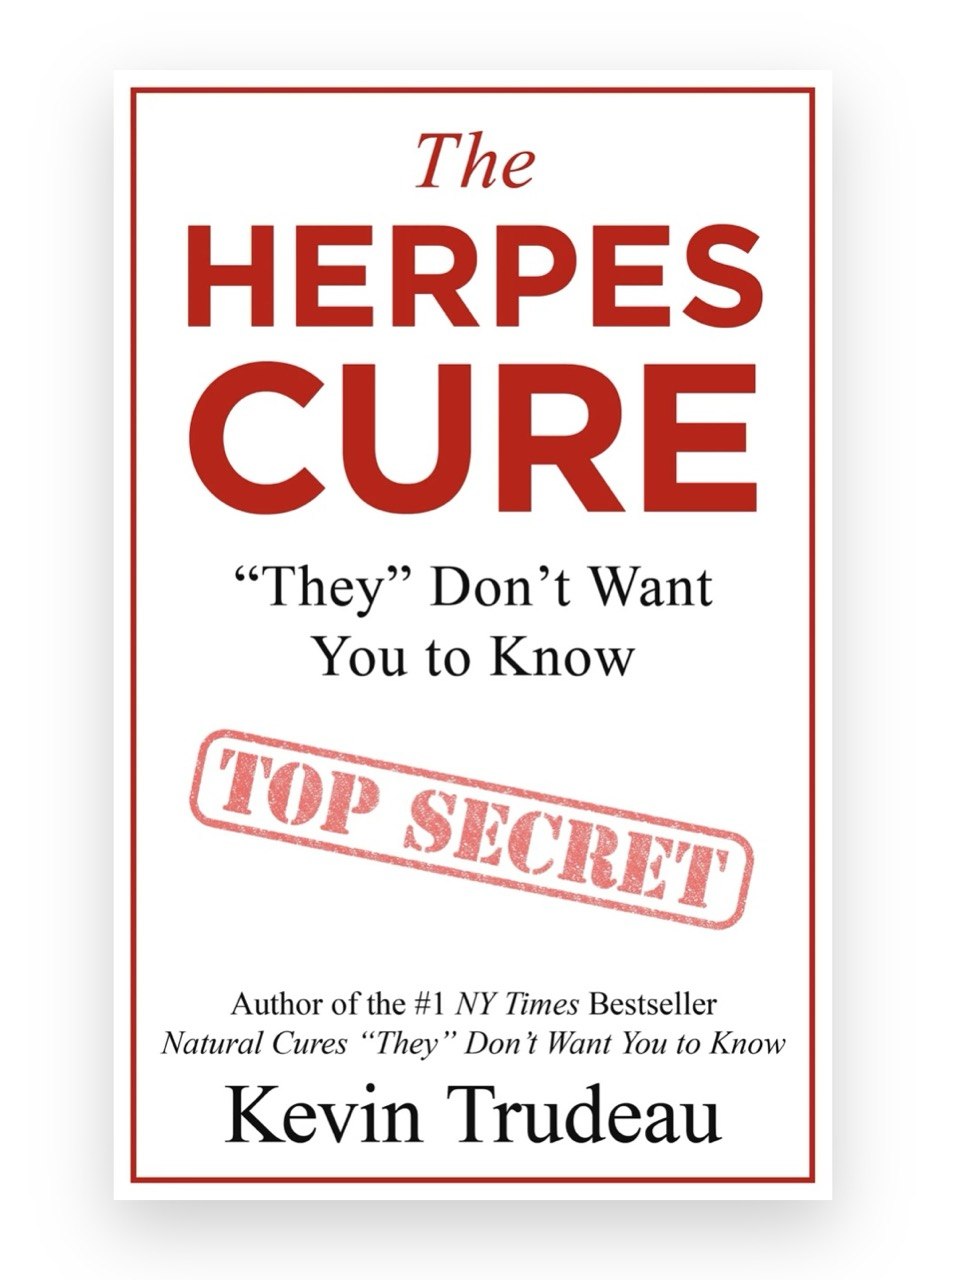 The
HERPES
CURE
“They” Don’t Want
You to Know
TOP SECRET
Author of the #1 NY Times Bestseller
Natural Cures “They” Don’t Want You to Know
Kevin Trudeau